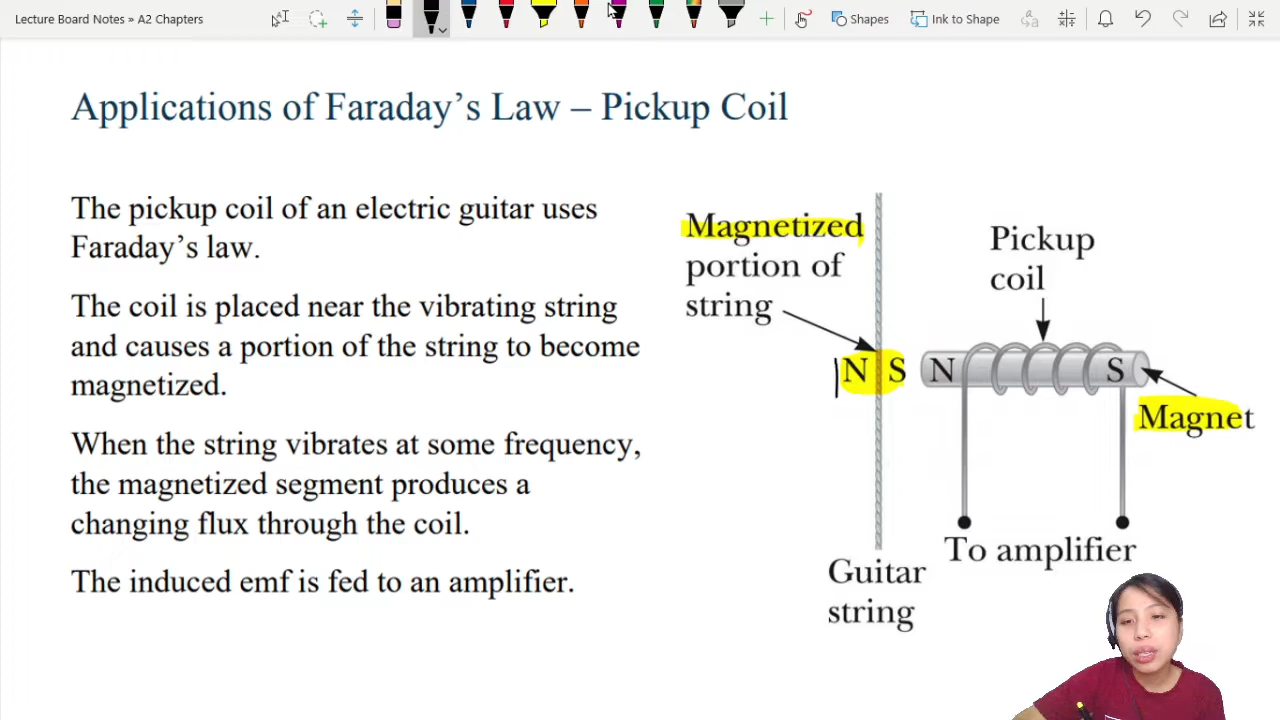 Lecture Board Notes » A2 Chapters
Shapes
Ink to Shape
Applications of Faraday's Law – Pickup Coil
The pickup coil of an electric guitar uses
Faraday's law.
The coil is placed near the vibrating string
and causes a portion of the string to become
magnetized.
When the string vibrates at some frequency,
the magnetized segment produces a
changing flux through the coil.
The induced emf is fed to an amplifier.
Magnetized
portion of
string
Pickup
coil
N S
N
S
Magnet
To amplifier
Guitar
string